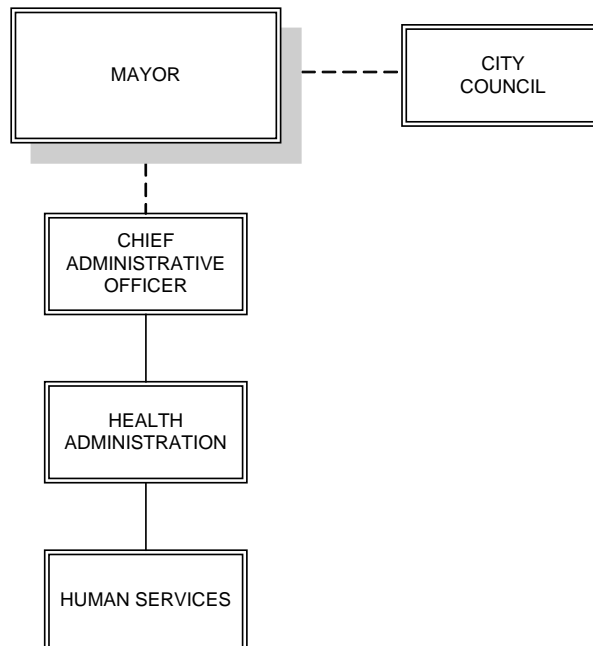 MAYOR
CITY
COUNCIL
CHIEF
ADMINISTRATIVE
OFFICER
HEALTH
ADMINISTRATION
HUMAN SERVICES